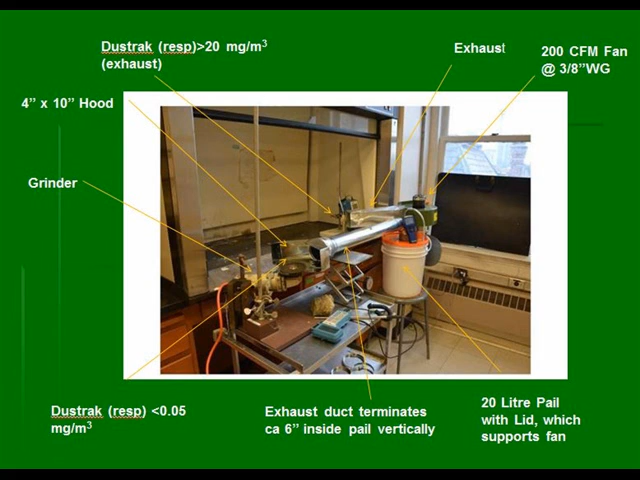 Dustrak (resp)>20 mg/m³
(exhaust)
Exhaust
200 CFM Fan
@ 3/8”WG
4” x 10” Hood
Grinder
Dustrak (resp) <0.05
mg/m³
Exhaust duct terminates
ca 6” inside pail vertically
20 Litre Pail
with Lid, which
supports fan